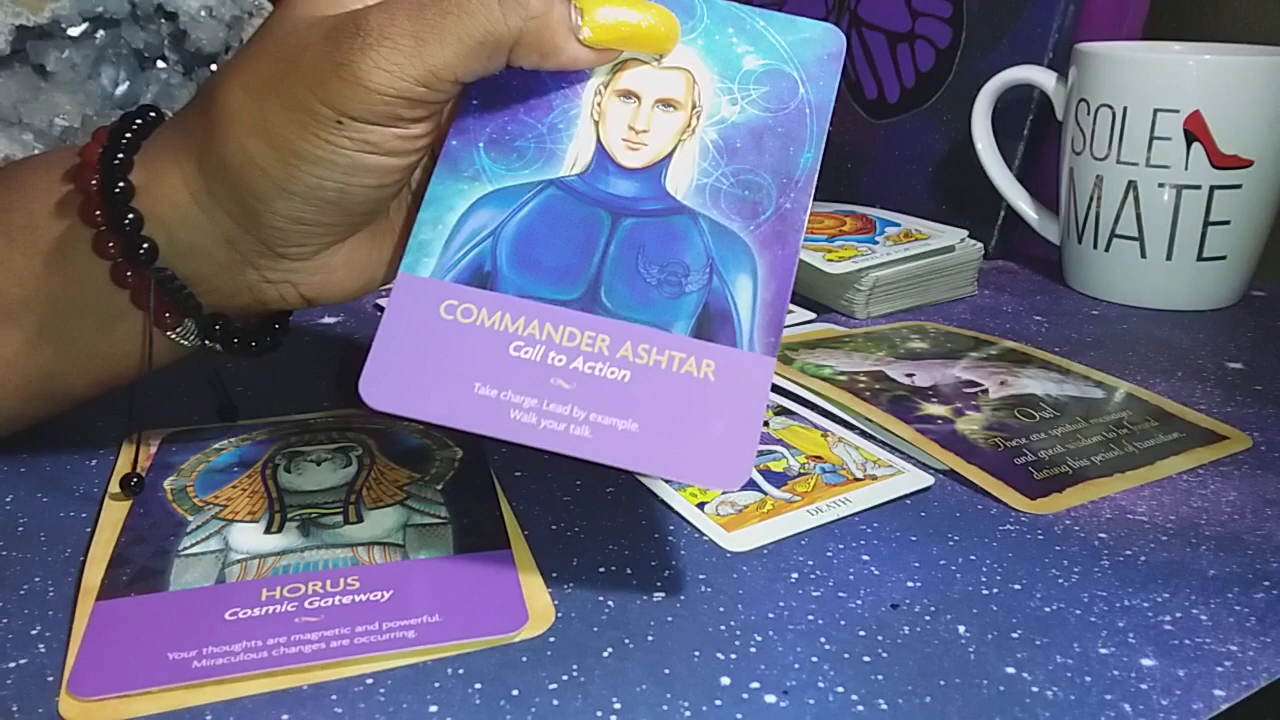 COMMANDER ASHTAR
Call to Action
Take charge. Lead by example.
Walk your talk.
SOLE
MATE
HORUS
Cosmic Gateway
Your thoughts are magnetic and powerful.
Miraculous changes are occurring.
DEATH
Owl
There are spiritual messages
and great wisdom to be found
during this period of transition.